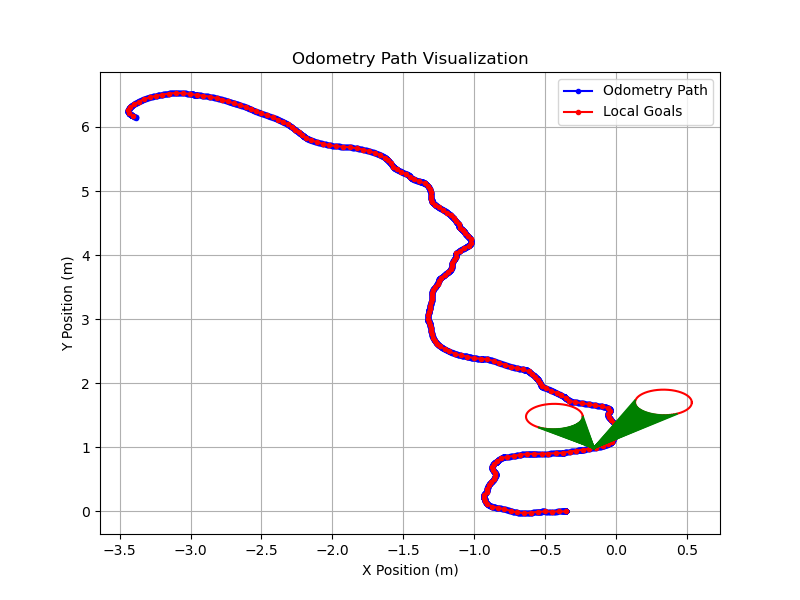 Odometry Path Visualization
Odometry Path
Local Goals
Y Position (m)
6
5
4
3
2
1
0
−3.5 −3.0 −2.5 −2.0 −1.5 −1.0 −0.5 0.0 0.5
X Position (m)